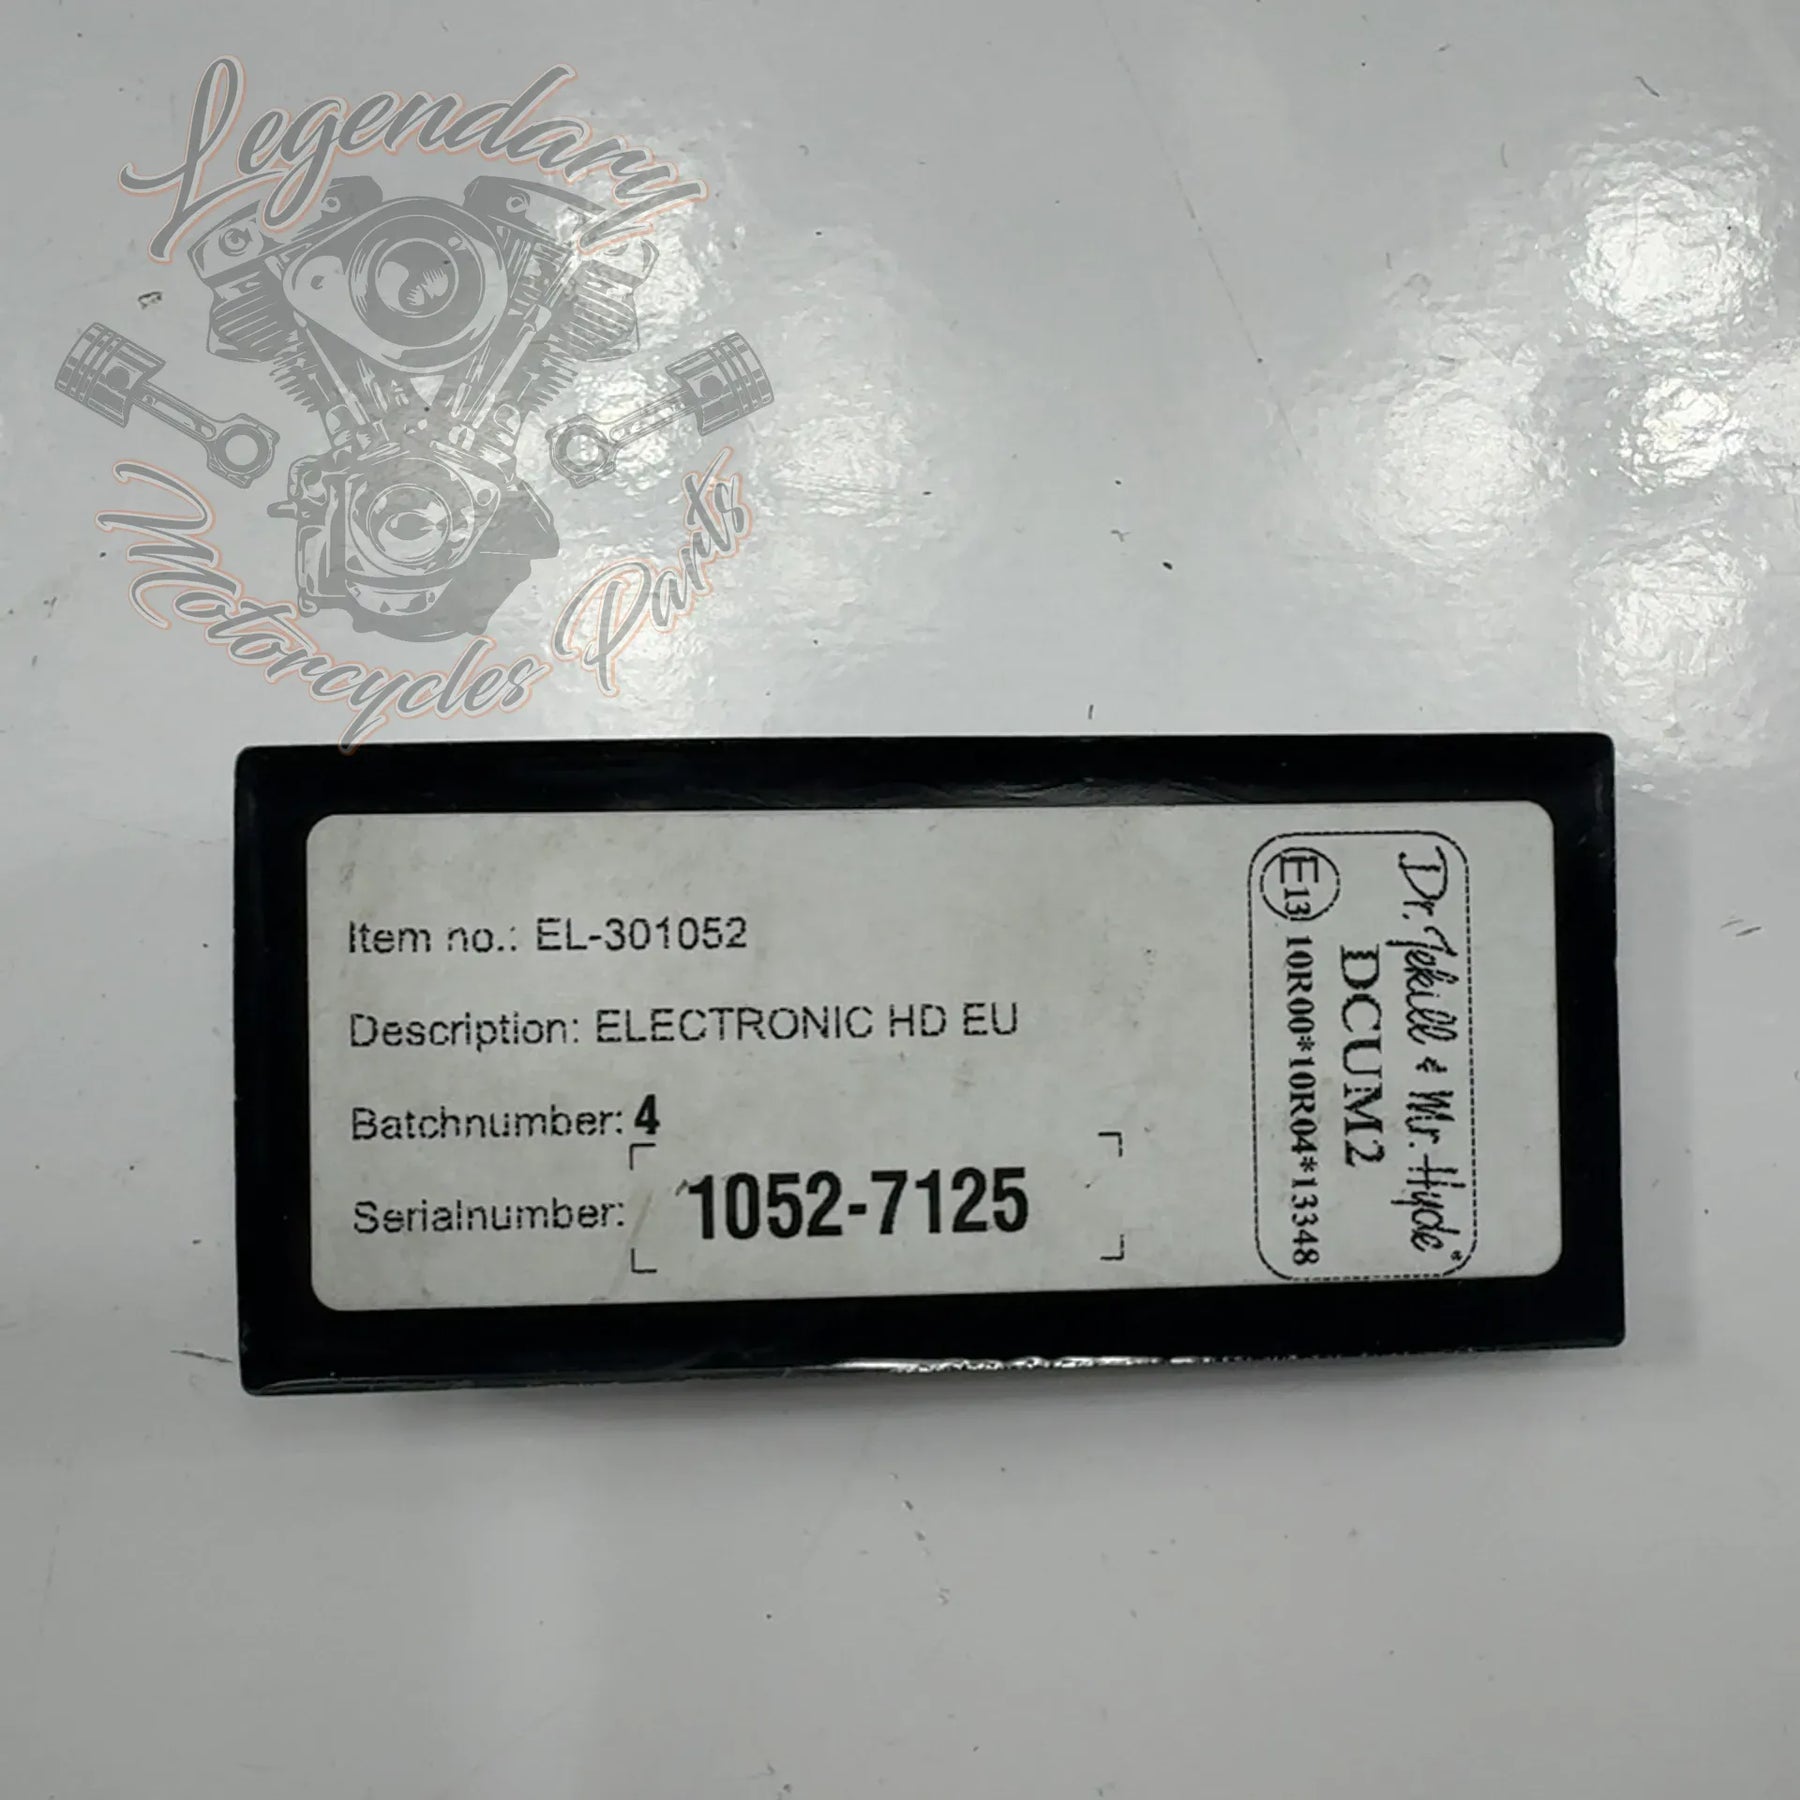 Legendary
Motorcycles Parts
Item no.: EL-301052
Description: ELECTRONIC HD EU
Batchnumber: 4
Serialnumber: 1052-7125
Dr. Jekill & Mr. Hyde®
DCUM2
E13 10R00*10R04*13348